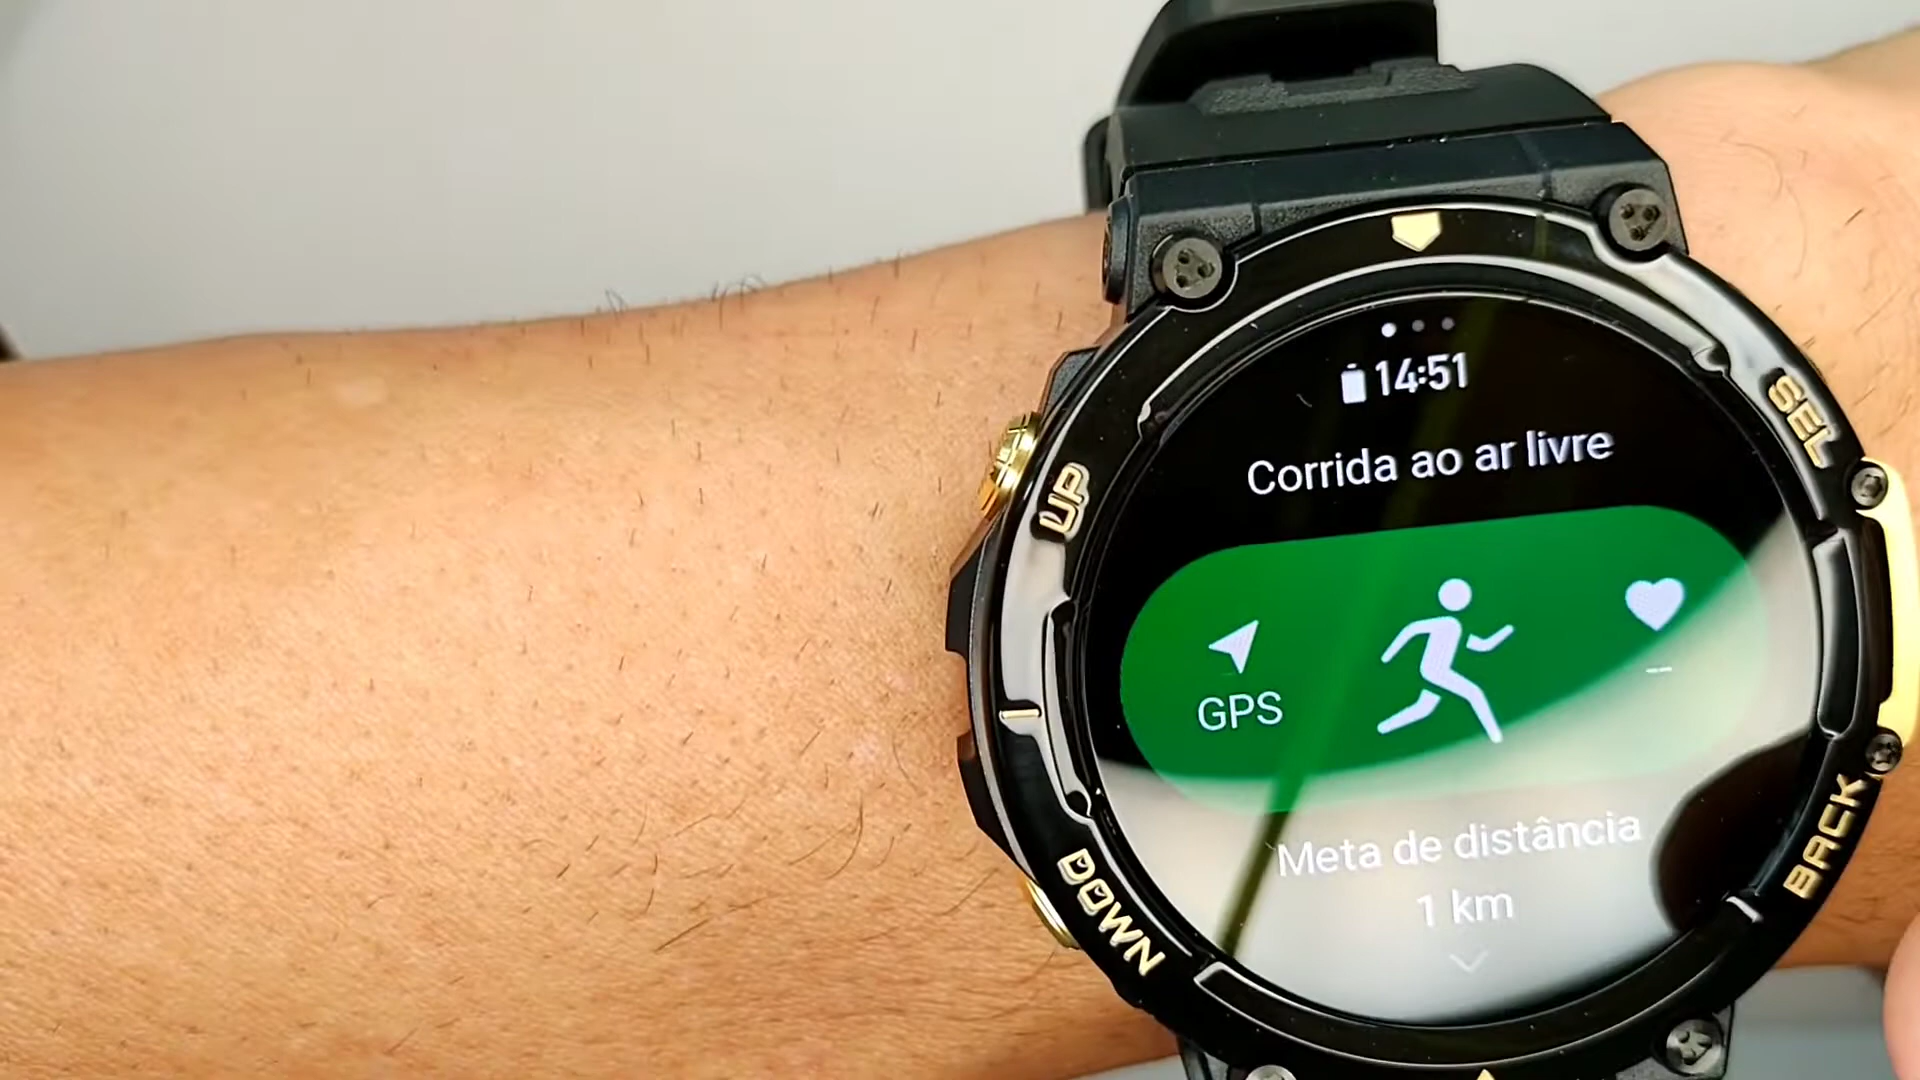 14:51
SEL
Corrida ao ar livre
UP
GPS
--
Meta de distância
1 km
BACK
DOWN